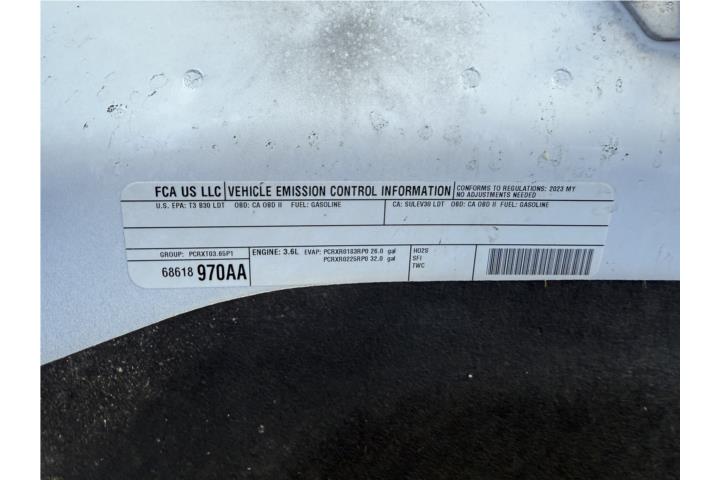 FCA US LLC VEHICLE EMISSION CONTROL INFORMATION CONFORMS TO REGULATIONS: 2023 MY
NO ADJUSTMENTS NEEDED
U.S. EPA: T3 B30 LDT OBD: CA OBD II FUEL: GASOLINE CA: SULEV30 LDT OBD: CA OBD II FUEL: GASOLINE
GROUP: PCRXT03.65P1 ENGINE: 3.6L EVAP: PCRXR0183RP0 26.0 gal HO2S
PCRXR0225RP0 32.0 gal SFI
68618 970AA TWC